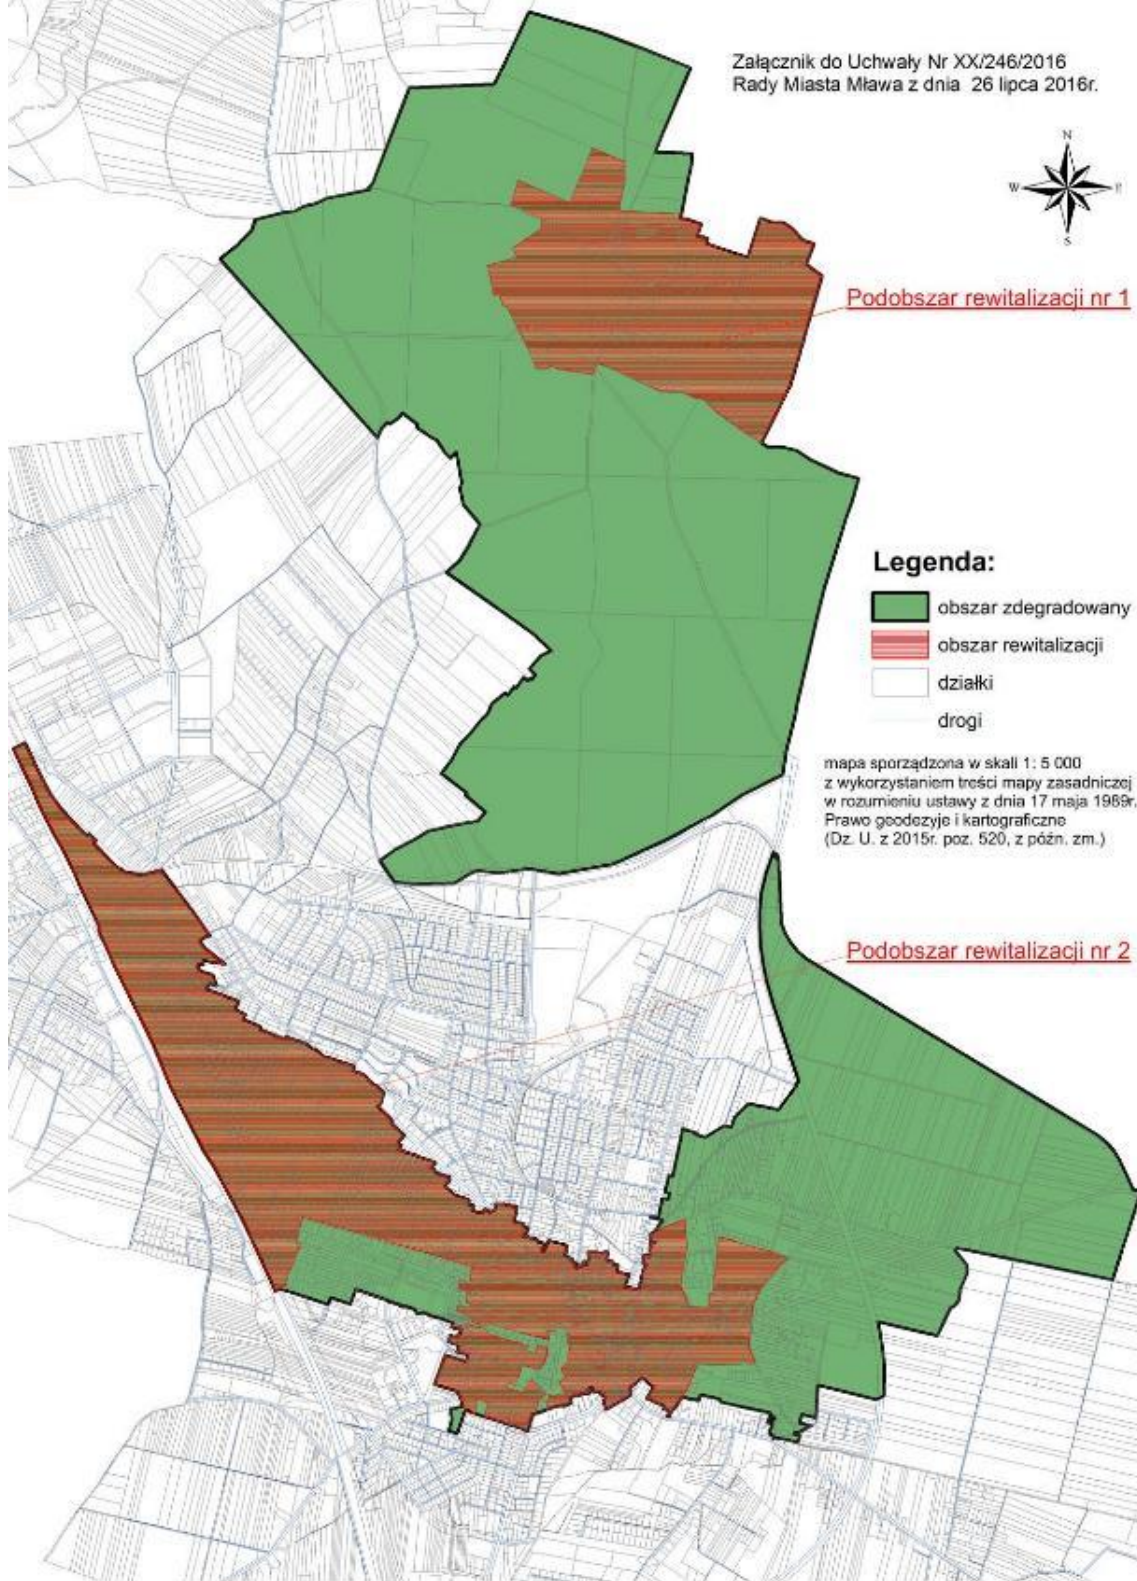 Załącznik do Uchwały Nr XX/246/2016
Rady Miasta Mława z dnia 26 lipca 2016r.
N
W
E
S
Podobszar rewitalizacji nr 1
Legenda:
obszar zdegradowany
obszar rewitalizacji
działki
drogi
mapa sporządzona w skali 1: 5 000
z wykorzystaniem treści mapy zasadniczej
w rozumieniu ustawy z dnia 17 maja 1989r.
Prawo geodezyje i kartograficzne
(Dz. U. z 2015r. poz. 520, z późn. zm.)
Podobszar rewitalizacji nr 2